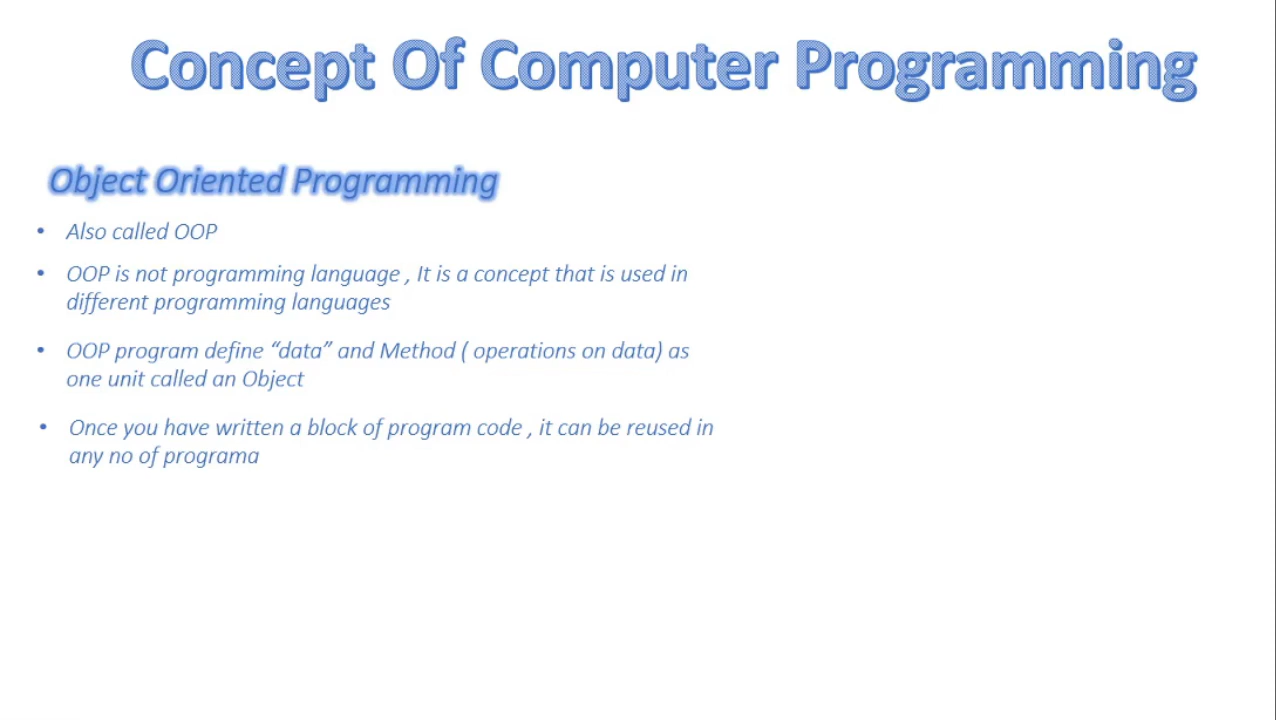 Concept Of Computer Programming
Object Oriented Programming
• Also called OOP
• OOP is not programming language , It is a concept that is used in
different programming languages
• OOP program define “data” and Method ( operations on data) as
one unit called an Object
• Once you have written a block of program code , it can be reused in
any no of programa